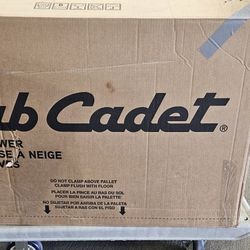 ub Cadet®
WER
SE À NEIGE
DO NOT CLAMP ABOVE PALLET
CLAMP FLUSH WITH FLOOR
PLACER LA PINCE AU RAS DU SOL
POUR BIEN SAISIR LA PALETTE
NO SUJETAR POR ARRIBA DE LA PALETA
SUJETAR A RAS CON EL PISO